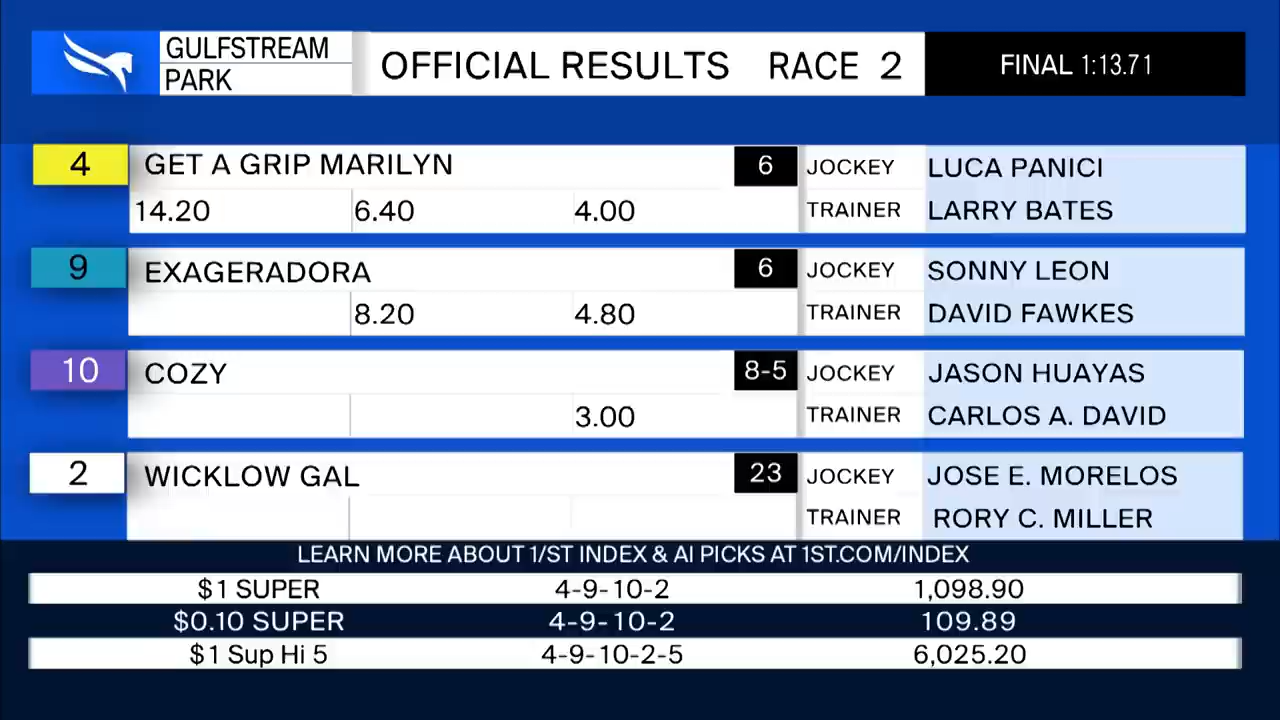 GULFSTREAM
PARK
OFFICIAL RESULTS RACE 2
FINAL 1:13.71
4 GET A GRIP MARILYN 6 JOCKEY LUCA PANICI
14.20 6.40 4.00 TRAINER LARRY BATES
9 EXAGERADORA 6 JOCKEY SONNY LEON
8.20 4.80 TRAINER DAVID FAWKES
10 COZY 8-5 JOCKEY JASON HUAYAS
3.00 TRAINER CARLOS A. DAVID
2 WICKLOW GAL 23 JOCKEY JOSE E. MORELOS
TRAINER RORY C. MILLER
LEARN MORE ABOUT 1/ST INDEX & AI PICKS AT 1ST.COM/INDEX
$1 SUPER 4-9-10-2 1,098.90
$0.10 SUPER 4-9-10-2 109.89
$1 Sup Hi 5 4-9-10-2-5 6,025.20